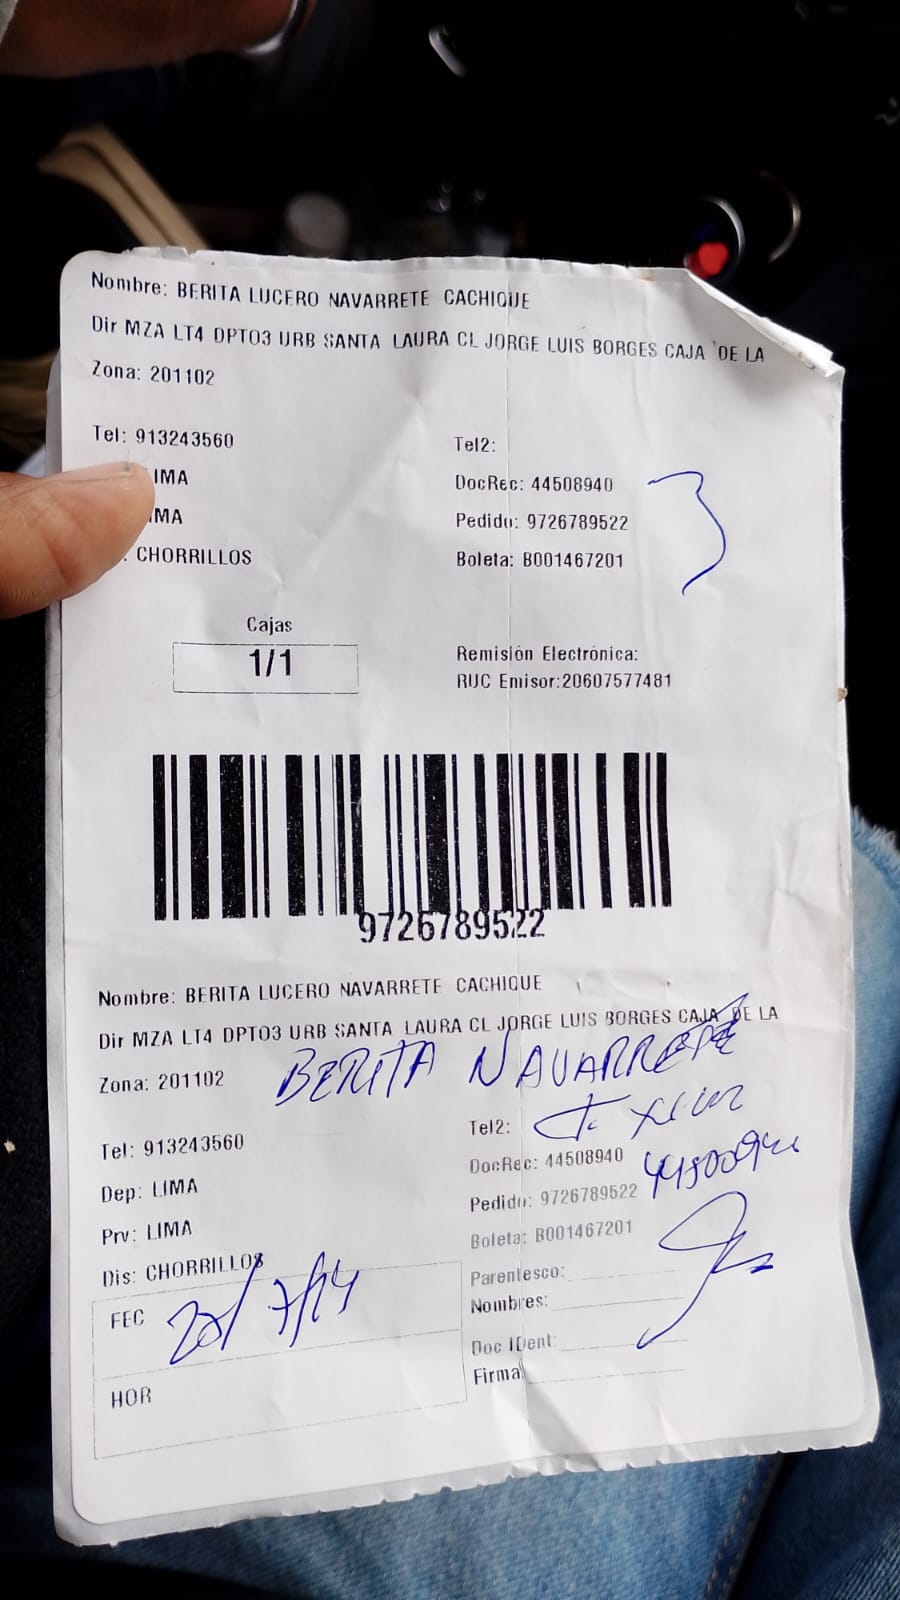 Nombre: BERITA LUCERO NAVARRETE CACHIQUE
Dir MZA LT4 DPTO3 URB SANTA LAURA CL JORGE LUIS BORGES CAJA DE LA
Zona: 201102
Tel: 913243560 Tel2:
LIMA DocRec: 44508940
IMA Pedido: 9726789522
. CHORRILLOS Boleta: B001467201
Cajas
1/1
Remisión Electrónica:
RUC Emisor:20607577481
9726789522
Nombre: BERITA LUCERO NAVARRETE CACHIQUE
Dir MZA LT4 DPTO3 URB SANTA LAURA CL JORGE LUIS BORGES CAJA DE LA
Zona: 201102 BERITA NAVARRETE
Tel: 913243560 Tel2:
Dep: LIMA DocRec: 44508940
Prv: LIMA Pedido: 9726789522
Dis: CHORRILLOS Boleta: B001467201
FEC
Parentesco:
Nombres:
Doc IDent:
HOR Firma